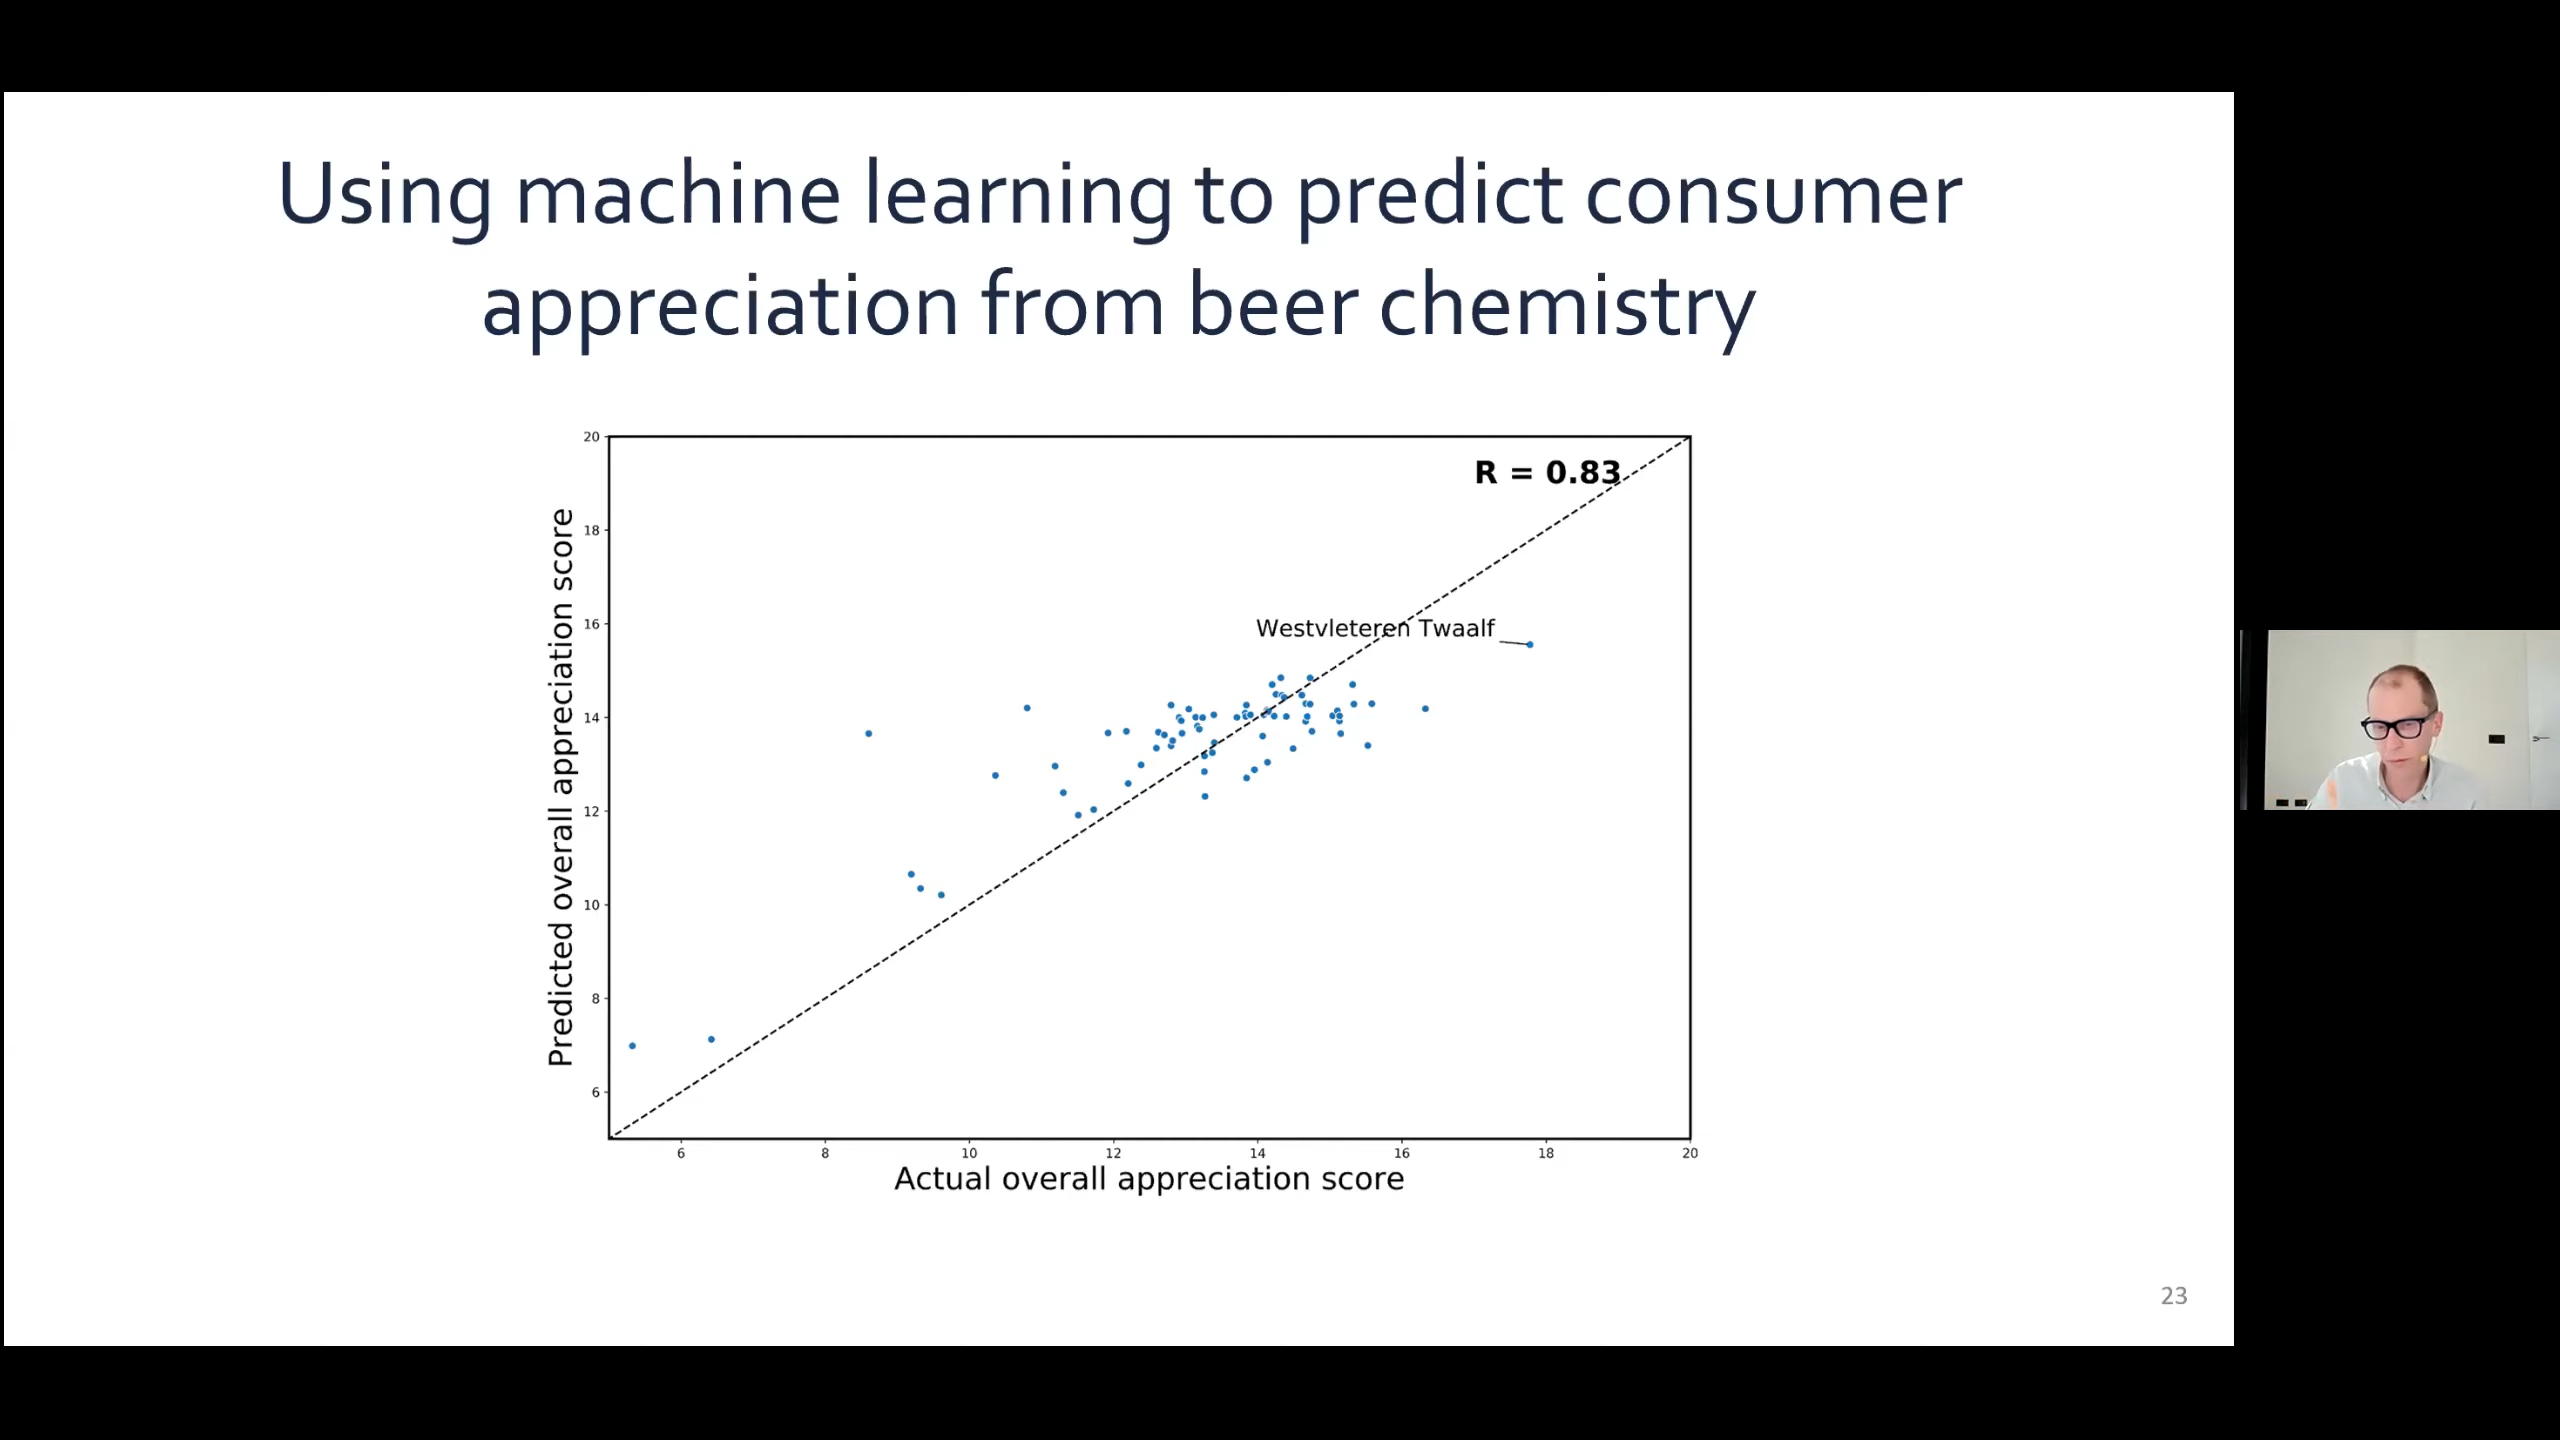 Using machine learning to predict consumer
appreciation from beer chemistry
R = 0.83
Westvleteren Twaalf
Predicted overall appreciation score
20
18
16
14
12
10
8
6
6 8 10 12 14 16 18 20
Actual overall appreciation score
23